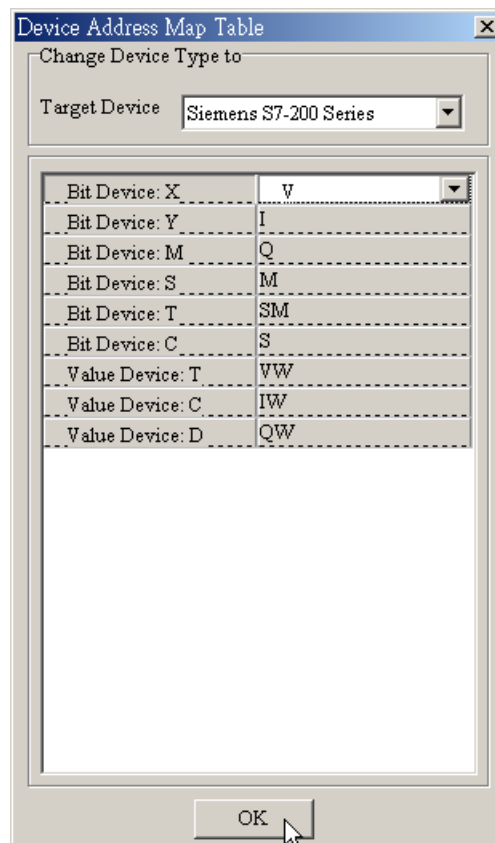 Device Address Map Table
Change Device Type to
Target Device Siemens S7-200 Series
Bit Device: X V
Bit Device: Y I
Bit Device: M Q
Bit Device: S M
Bit Device: T SM
Bit Device: C S
Value Device: T VW
Value Device: C IW
Value Device: D QW
OK